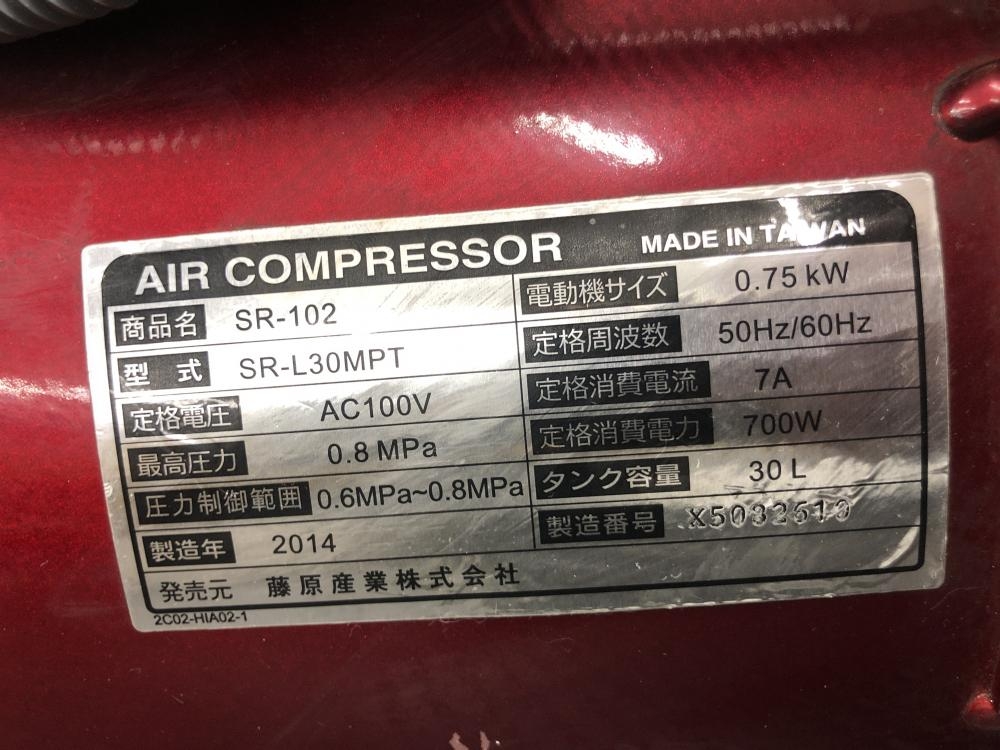 AIR COMPRESSOR MADE IN TAIWAN
商品名 SR-102
型式 SR-L30MPT
定格電圧 AC100V
最高圧力 0.8 MPa
圧力制御範囲 0.6MPa~0.8MPa
製造年 2014
電動機サイズ 0.75 kW
定格周波数 50Hz/60Hz
定格消費電流 7A
定格消費電力 700W
タンク容量 30 L
製造番号
発売元 藤原産業株式会社
2C02-HIA02-1